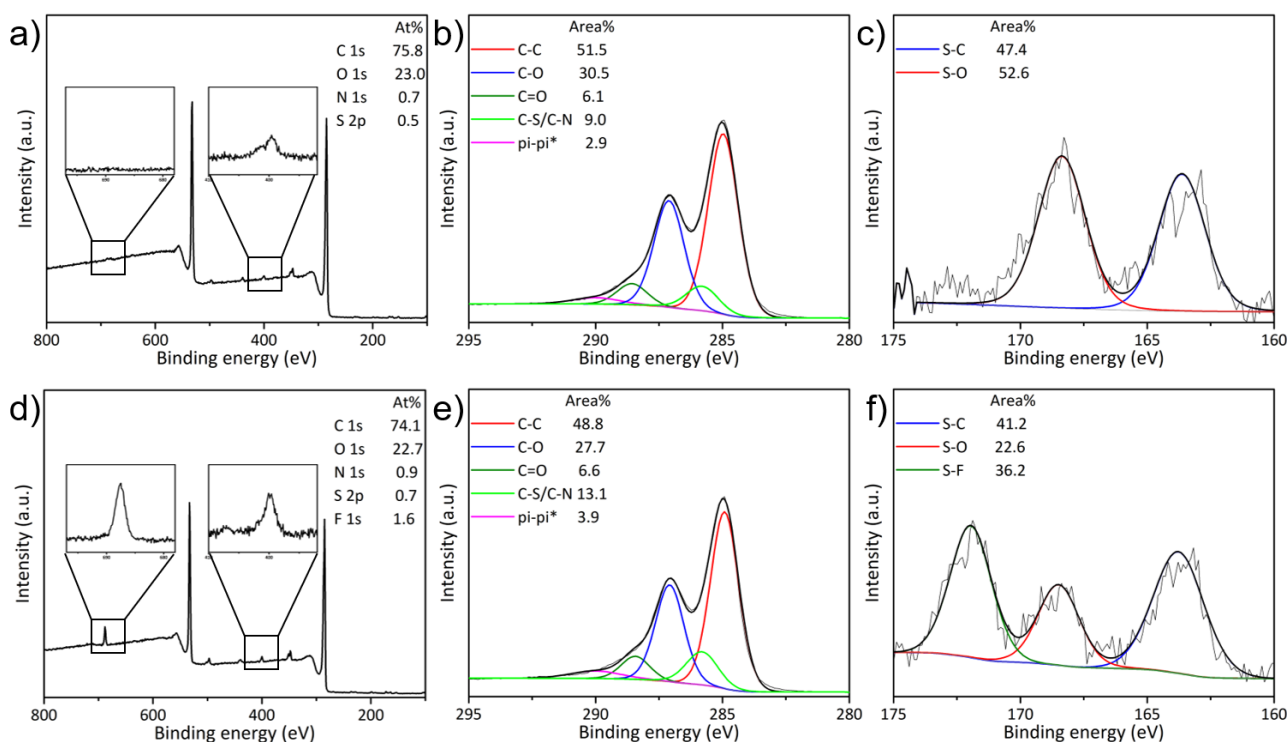 a)
At%
C 1s 75.8
O 1s 23.0
N 1s 0.7
S 2p 0.5
Intensity (a.u.)
800 600 400 200
Binding energy (eV)
b)
Area%
C-C 51.5
C-O 30.5
C=O 6.1
C-S/C-N 9.0
pi-pi* 2.9
Intensity (a.u.)
295 290 285 280
Binding energy (eV)
c)
Area%
S-C 47.4
S-O 52.6
Intensity (a.u.)
175 170 165 160
Binding energy (eV)
d)
At%
C 1s 74.1
O 1s 22.7
N 1s 0.9
S 2p 0.7
F 1s 1.6
Intensity (a.u.)
800 600 400 200
Binding energy (eV)
e)
Area%
C-C 48.8
C-O 27.7
C=O 6.6
C-S/C-N 13.1
pi-pi* 3.9
Intensity (a.u.)
295 290 285 280
Binding energy (eV)
f)
Area%
S-C 41.2
S-O 22.6
S-F 36.2
Intensity (a.u.)
175 170 165 160
Binding energy (eV)